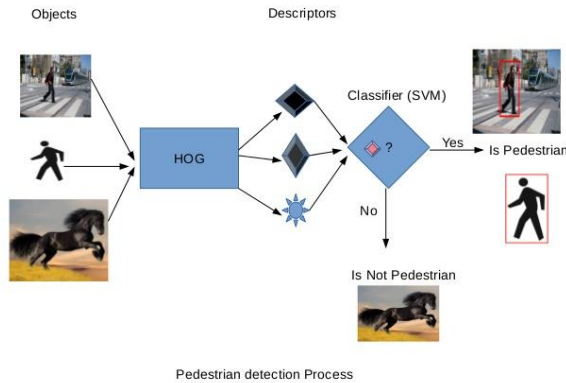 Objects
Descriptors
Classifier (SVM)
HOG
?
Yes
Is Pedestrian
No
Is Not Pedestrian
Pedestrian detection Process